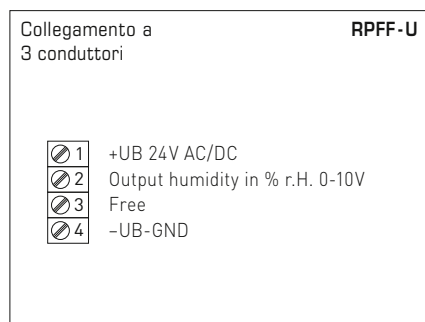 Collegamento a RPFF-U
3 conduttori
1 +UB 24V AC/DC
2 Output humidity in % r.H. 0-10V
3 Free
4 –UB-GND